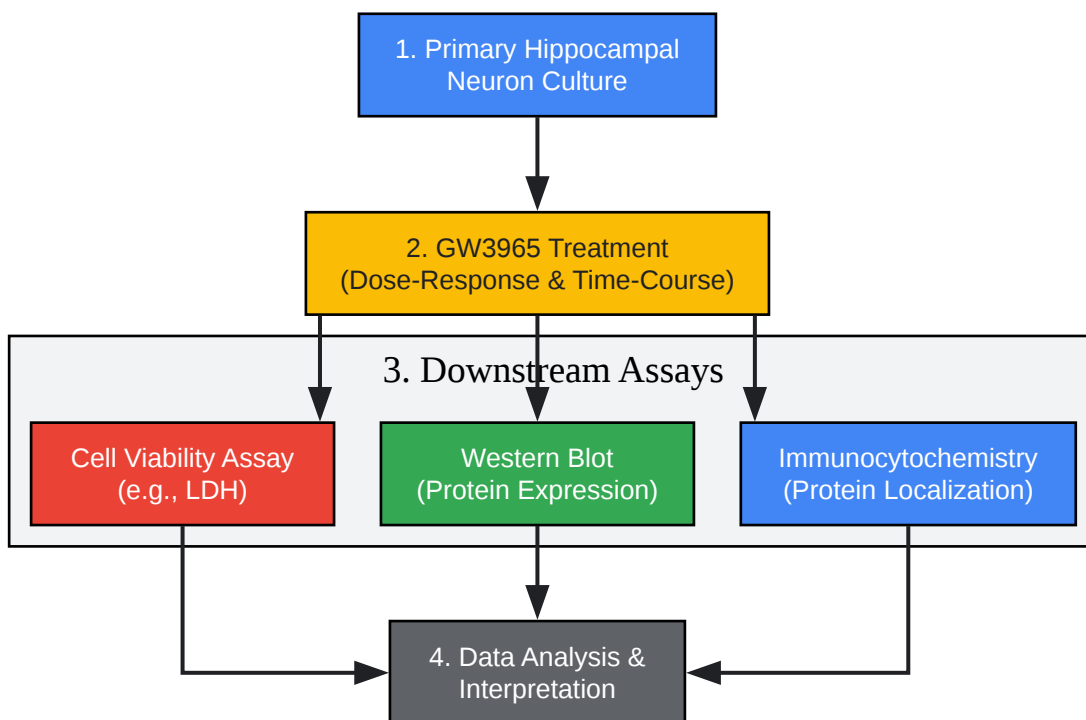 1. Primary Hippocampal
Neuron Culture
2. GW3965 Treatment
(Dose-Response & Time-Course)
3. Downstream Assays
Cell Viability Assay
(e.g., LDH)
Western Blot
(Protein Expression)
Immunocytochemistry
(Protein Localization)
4. Data Analysis &
Interpretation